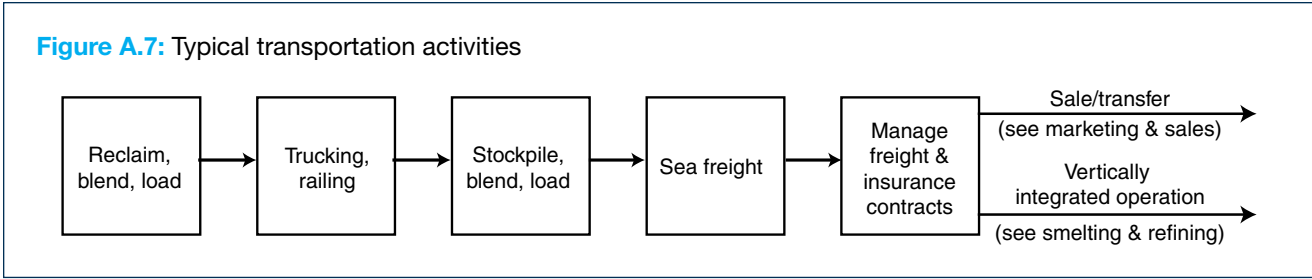 Figure A.7: Typical transportation activities
Reclaim,
blend, load
Trucking,
railing
Stockpile,
blend, load
Sea freight
Manage
freight &
insurance
contracts
Sale/transfer
(see marketing & sales)
Vertically
integrated operation
(see smelting & refining)